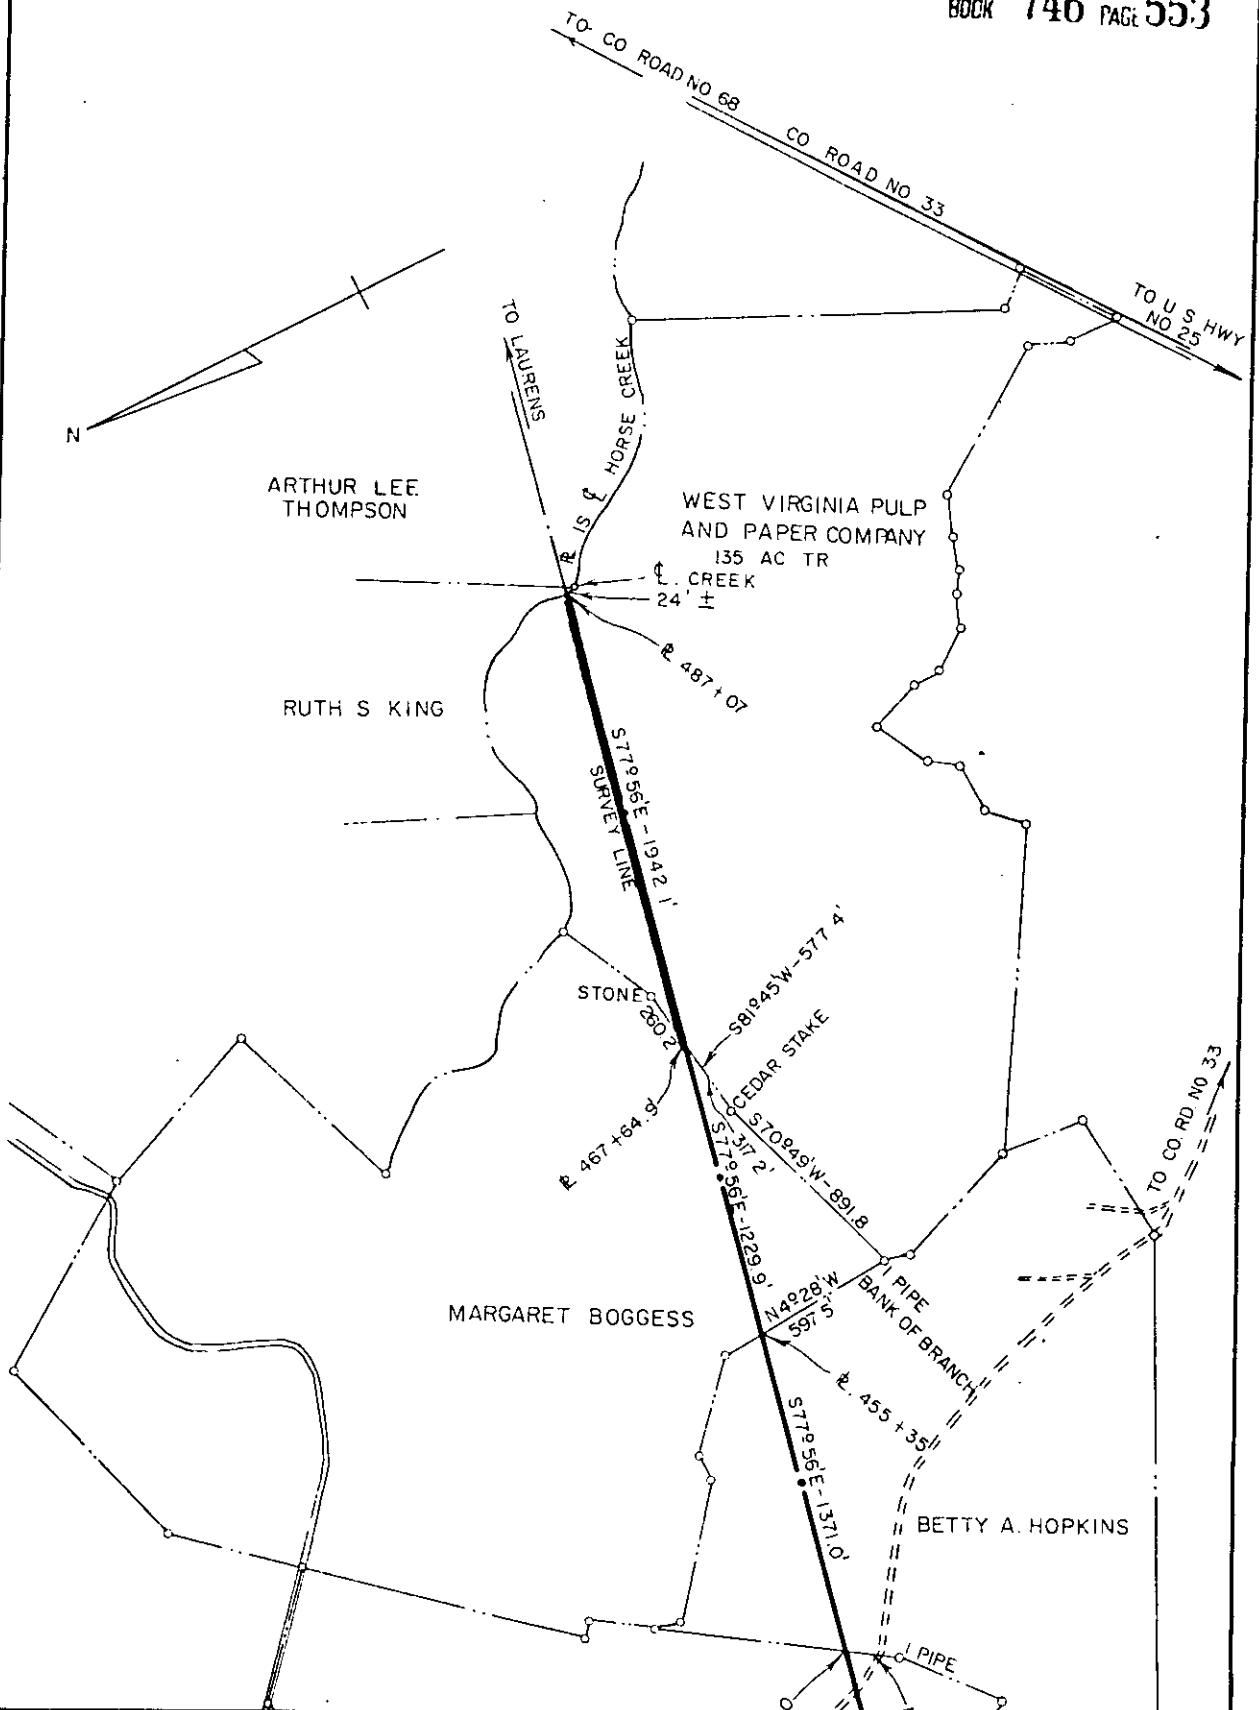 BOOK 746 PAGE 553
TO CO ROAD NO 68
CO ROAD NO 33
TO U S HWY
NO 25
TO LAURENS
N
ARTHUR LEE
THOMPSON
℄ HORSE CREEK
IS
WEST VIRGINIA PULP
AND PAPER COMPANY
135 AC TR
℄ CREEK
24' ±
487+07
RUTH S KING
S77°56'E-1942 1'
SURVEY LINE
STONE
260.2'
S81°45'W-577 4'
CEDAR STAKE
467+64.9'
317 2'
S70°49'W-891.8
S77°56'E-1229.9'
TO CO. RD NO 33
MARGARET BOGGESS
N4°28'W
597 5'
I PIPE
BANK OF BRANCH
455+35
S77°56'E-1371.0'
BETTY A. HOPKINS
I PIPE